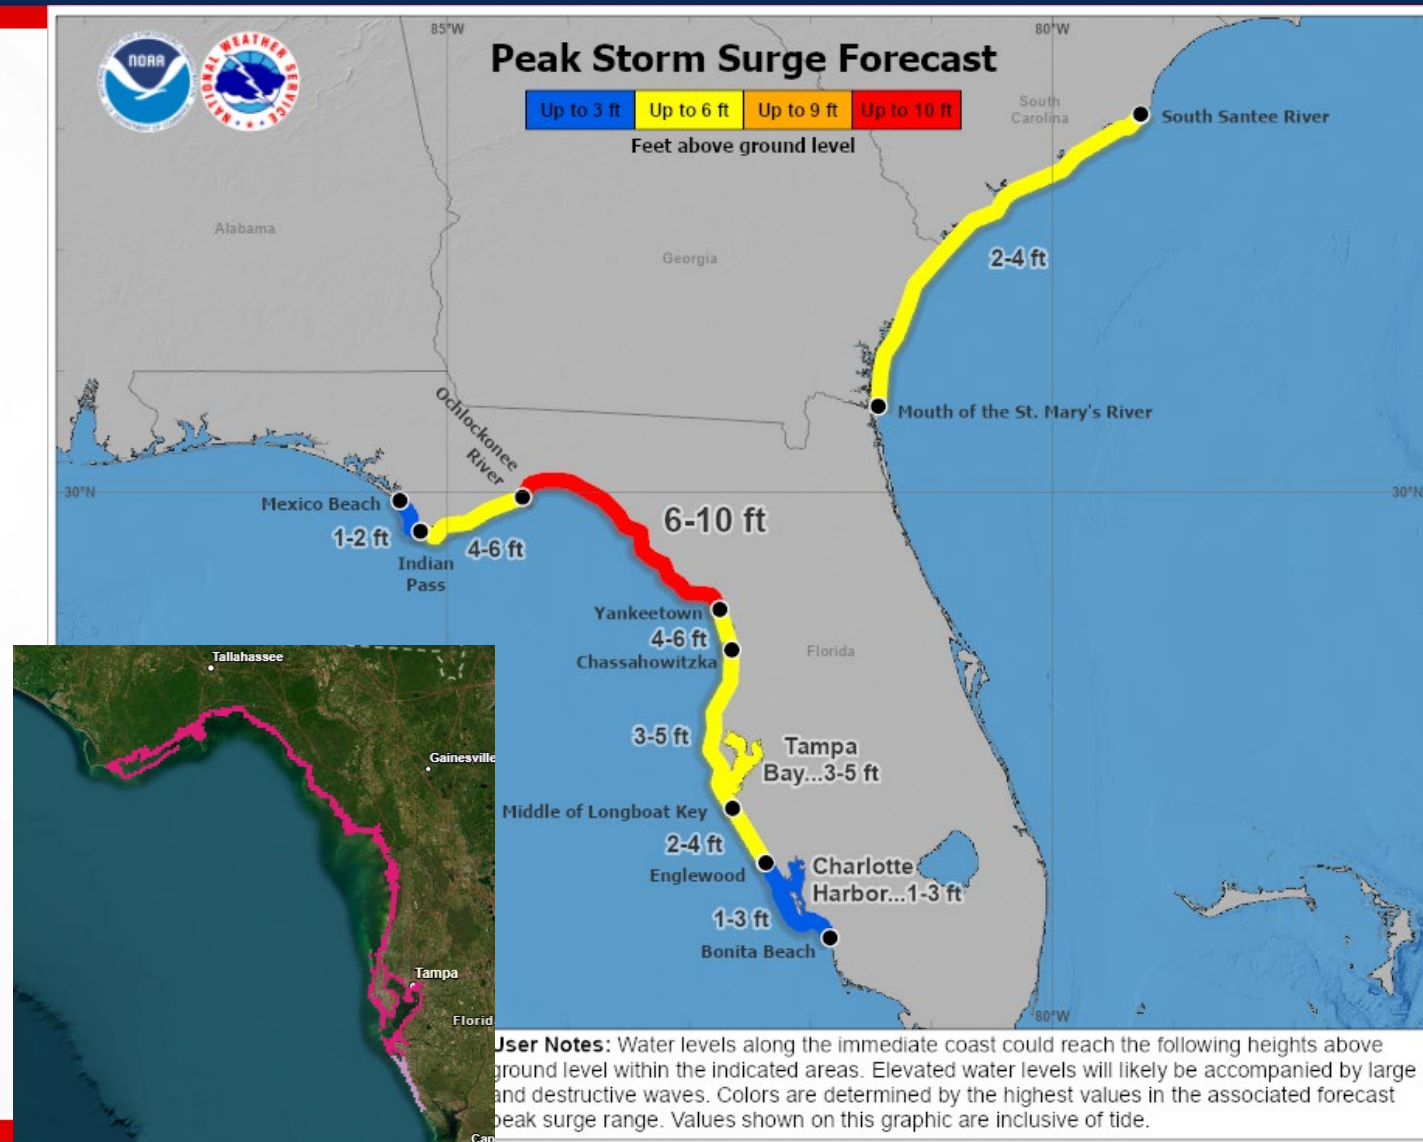 85°W
80°W
NOAA
NATIONAL WEATHER SERVICE
Peak Storm Surge Forecast
Up to 3 ft
Up to 6 ft
Up to 9 ft
Up to 10 ft
Feet above ground level
South
Carolina
South Santee River
Alabama
Georgia
2-4 ft
Ochlockonee
River
Mouth of the St. Mary's River
30°N
30°N
Mexico Beach
1-2 ft
Indian
Pass
4-6 ft
6-10 ft
Yankeetown
4-6 ft
Chassahowitzka
Florida
3-5 ft
Tampa
Bay...3-5 ft
Middle of Longboat Key
2-4 ft
Englewood
Charlotte
Harbor...1-3 ft
1-3 ft
Bonita Beach
80°W
Tallahassee
Gainesville
Tampa
Florid
Cap
User Notes: Water levels along the immediate coast could reach the following heights above
ground level within the indicated areas. Elevated water levels will likely be accompanied by large
and destructive waves. Colors are determined by the highest values in the associated forecast
peak surge range. Values shown on this graphic are inclusive of tide.